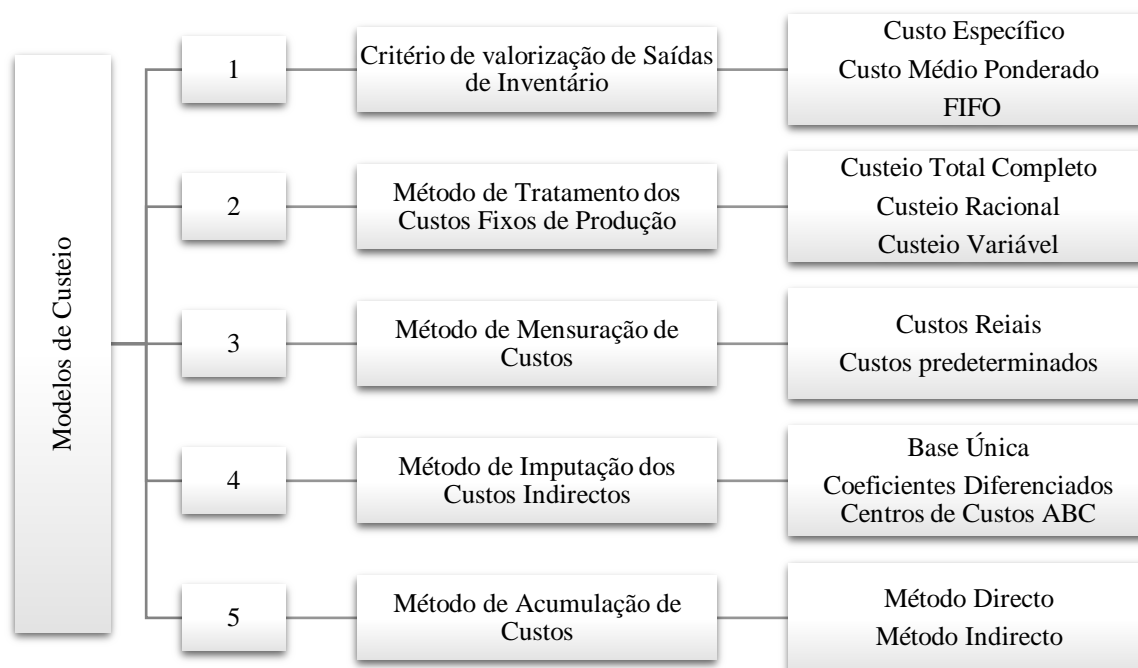 Modelos de Custeio
1
Critério de valorização de Saídas
de Inventário
Custo Específico
Custo Médio Ponderado
FIFO
2
Método de Tratamento dos
Custos Fixos de Produção
Custeio Total Completo
Custeio Racional
Custeio Variável
3
Método de Mensuração de
Custos
Custos Reiais
Custos predeterminados
4
Método de Imputação dos
Custos Indirectos
Base Única
Coeficientes Diferenciados
Centros de Custos ABC
5
Método de Acumulação de
Custos
Método Directo
Método Indirecto